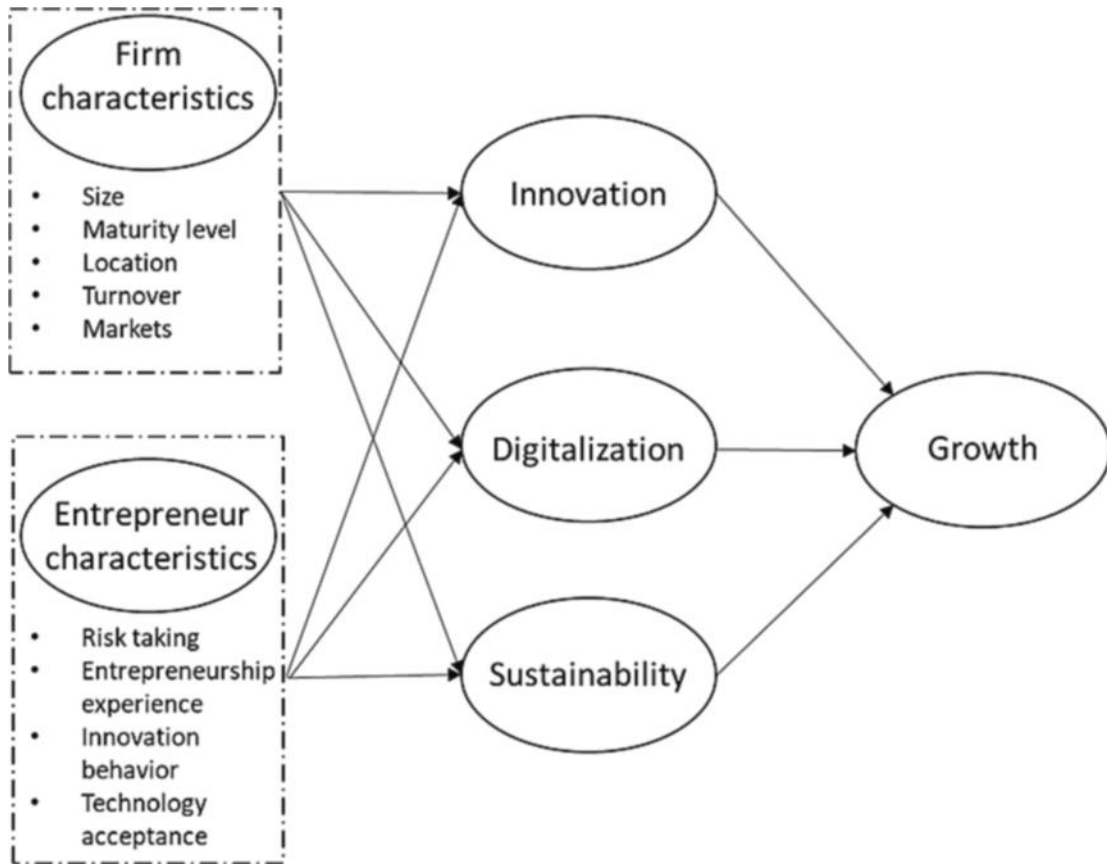 Firm
characteristics
• Size
• Maturity level
• Location
• Turnover
• Markets
Entrepreneur
characteristics
• Risk taking
• Entrepreneurship
experience
• Innovation
behavior
• Technology
acceptance
Innovation
Digitalization
Sustainability
Growth